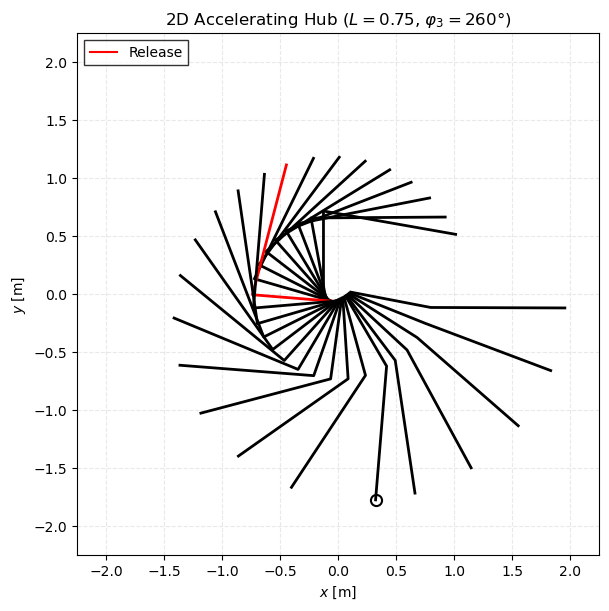 2D Accelerating Hub (L = 0.75, φ₃ = 260°)
Release
y [m]
2.0
1.5
1.0
0.5
0.0
−0.5
−1.0
−1.5
−2.0
−2.0 −1.5 −1.0 −0.5 0.0 0.5 1.0 1.5 2.0
x [m]